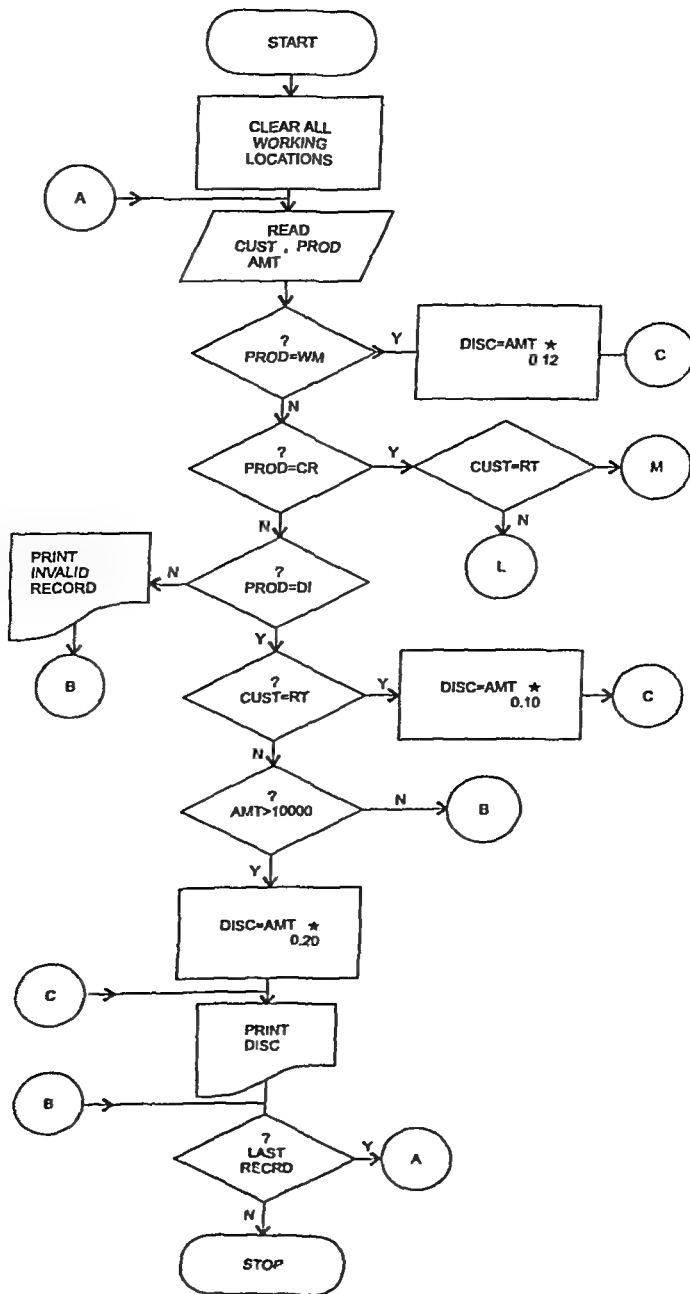 START
CLEAR ALL
WORKING
LOCATIONS
A
READ
CUST , PROD
AMT
?
PROD=WM
Y
DISC=AMT *
0.12
C
N
?
PROD=CR
Y
CUST=RT
M
N
N
L
PRINT
INVALID
RECORD
N
?
PROD=DI
B
Y
?
CUST=RT
Y
DISC=AMT *
0.10
C
N
?
AMT>10000
N
B
Y
DISC=AMT *
0.20
C
PRINT
DISC
B
?
LAST
RECRD
Y
A
N
STOP